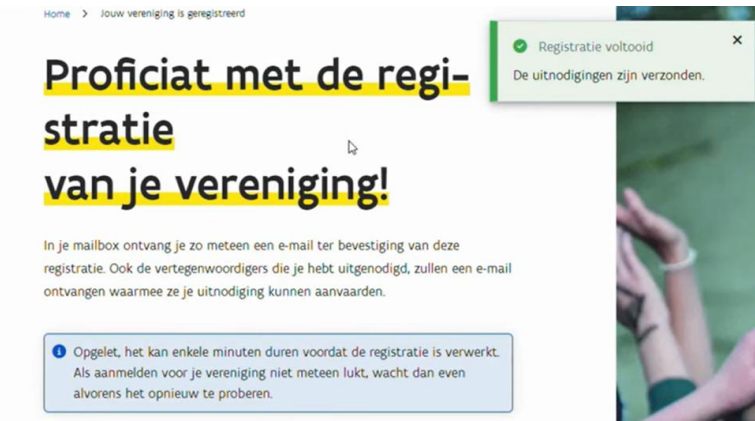 Home > Jouw vereniging is geregistreerd
Registratie voltooid
De uitnodigingen zijn verzonden.
Proficiat met de regi-
stratie
van je vereniging!
In je mailbox ontvang je zo meteen een e-mail ter bevestiging van deze
registratie. Ook de vertegenwoordigers die je hebt uitgenodigd, zullen een e-mail
ontvangen waarmee ze je uitnodiging kunnen aanvaarden.
Opgelet, het kan enkele minuten duren voordat de registratie is verwerkt.
Als aanmelden voor je vereniging niet meteen lukt, wacht dan even
alvorens het opnieuw te proberen.